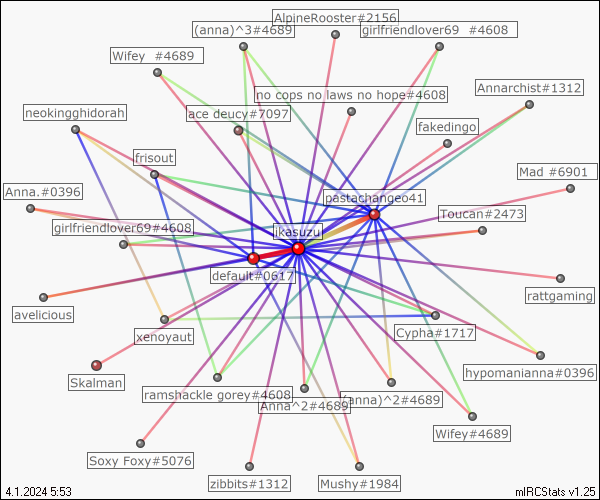 AlpineRooster#2156
(anna)^3#4689
girlfriendlover69 #4608
Wifey #4689
no cops no laws no hope#4608
Annarchist#1312
neokingghidorah
ace deucy#7097
fakedingo
frisout
Mad #6901
Anna.#0396
pastachange041
Toucan#2473
girlfriendlover69#4608
ikasuzu
default#0617
rattgaming
avelicious
xenoyaut
Cypha#1717
hypomanianna#0396
Skalman
ramshackle gorey#4608
Anna^2#4689
(anna)^2#4689
Wifey#4689
Soxy Foxy#5076
zibbits#1312
Mushy#1984
4.1.2024 5:53
mIRCStats v1.25